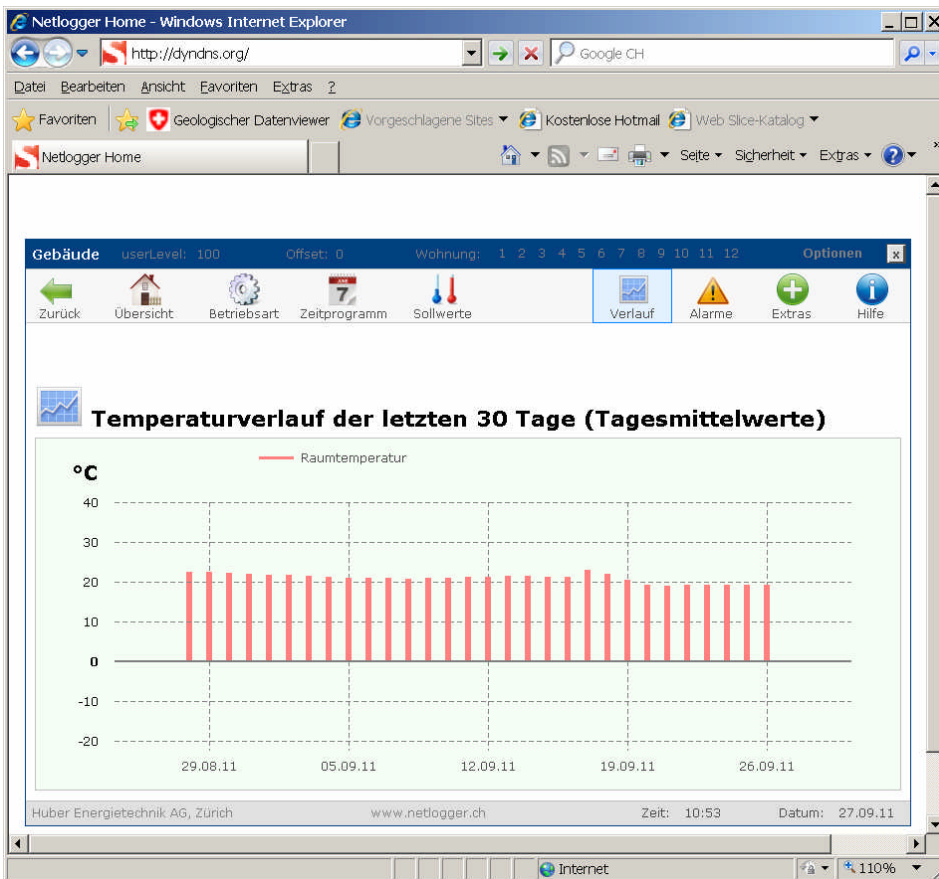 Netlogger Home - Windows Internet Explorer
http://dyndns.org/ Google CH
Datei Bearbeiten Ansicht Favoriten Extras ?
Favoriten Geologischer Datenviewer Vorgeschlagene Sites Kostenlose Hotmail Web Slice-Katalog
Netlogger Home Seite Sicherheit Extras »
Gebäude userLevel: 100 Offset: 0 Wohnung: 1 2 3 4 5 6 7 8 9 10 11 12 Optionen x
7
Zurück Übersicht Betriebsart Zeitprogramm Sollwerte Verlauf Alarme Extras Hilfe
Temperaturverlauf der letzten 30 Tage (Tagesmittelwerte)
Raumtemperatur
°C
40
30
20
10
0
-10
-20
29.08.11 05.09.11 12.09.11 19.09.11 26.09.11
Huber Energietechnik AG, Zürich www.netlogger.ch Zeit: 10:53 Datum: 27.09.11
Internet 110%